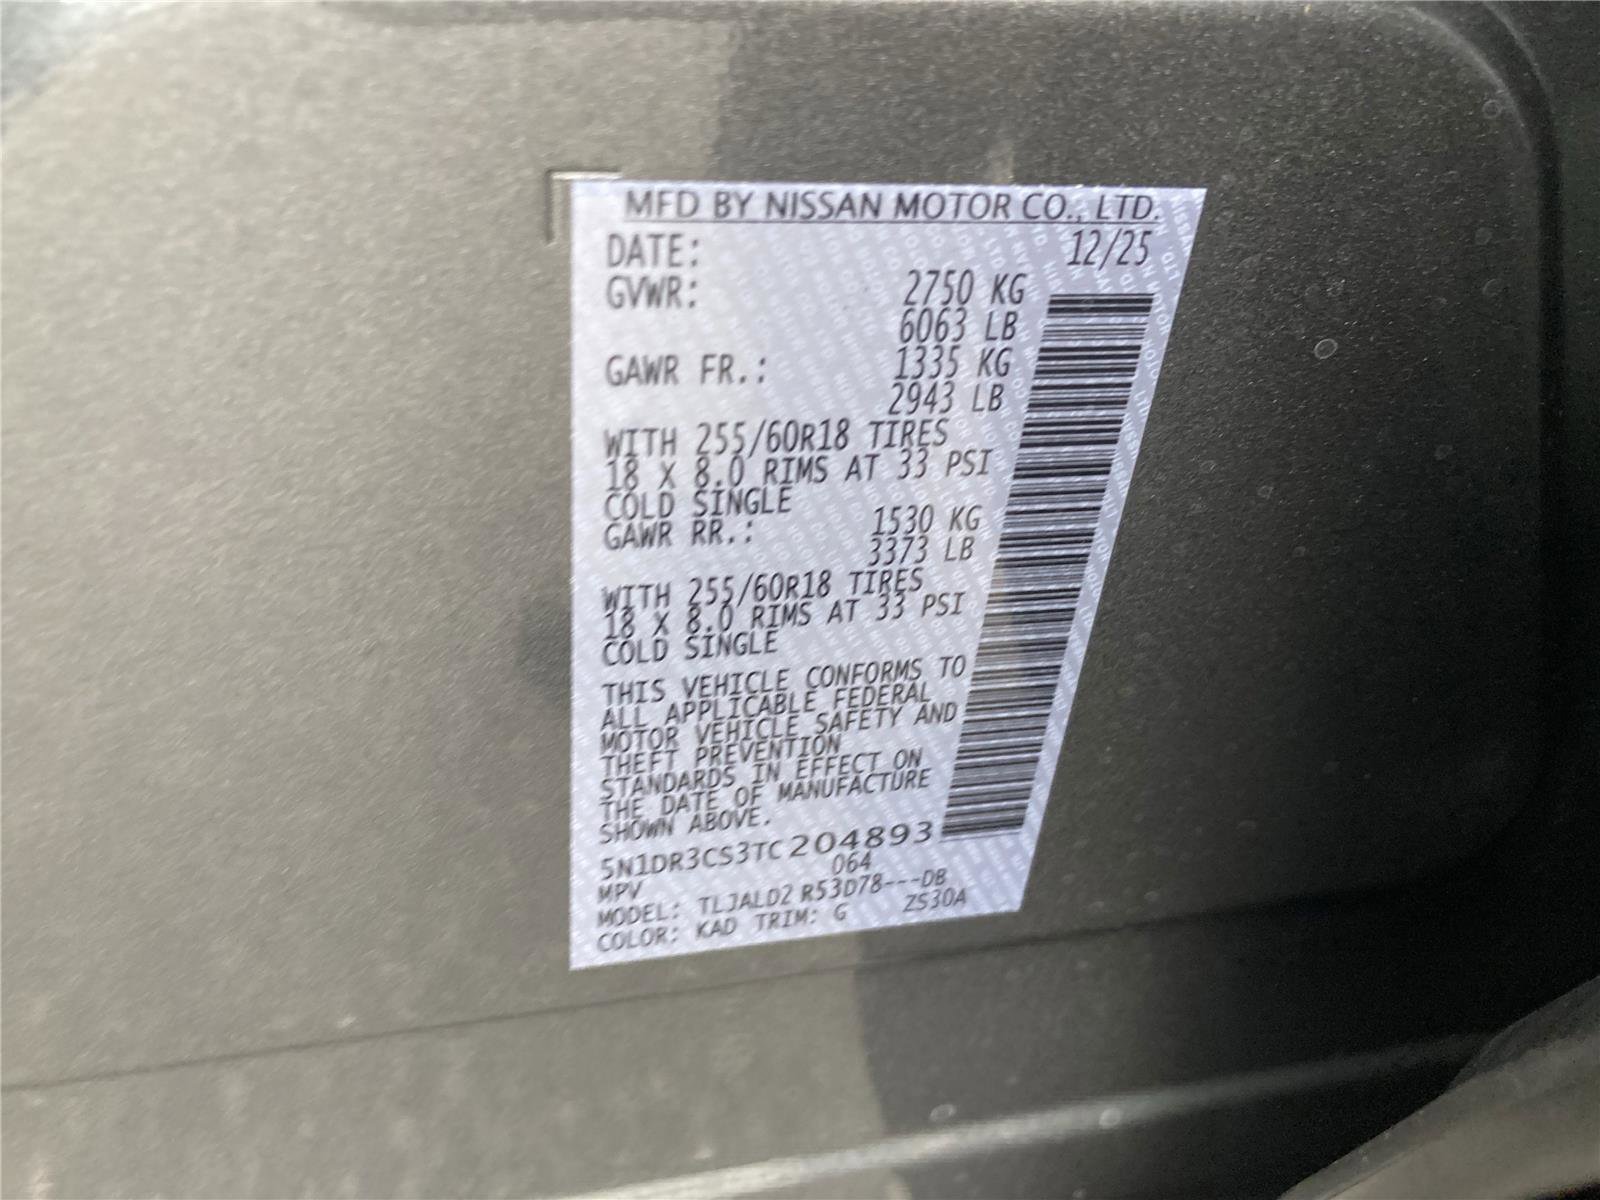 MFD BY NISSAN MOTOR CO., LTD.
DATE: 12/25
GVWR: 2750 KG
6063 LB
GAWR FR.: 1335 KG
2943 LB
WITH 255/60R18 TIRES
18 X 8.0 RIMS AT 33 PSI
COLD SINGLE
GAWR RR.: 1530 KG
3373 LB
WITH 255/60R18 TIRES
18 X 8.0 RIMS AT 33 PSI
COLD SINGLE
THIS VEHICLE CONFORMS TO
ALL APPLICABLE FEDERAL
MOTOR VEHICLE SAFETY AND
THEFT PREVENTION
STANDARDS IN EFFECT ON
THE DATE OF MANUFACTURE
SHOWN ABOVE.
5N1DR3CS3TC204893
MPV 064
MODEL: TLJALD2 R53D78---DB
COLOR: KAD TRIM: G ZS30A